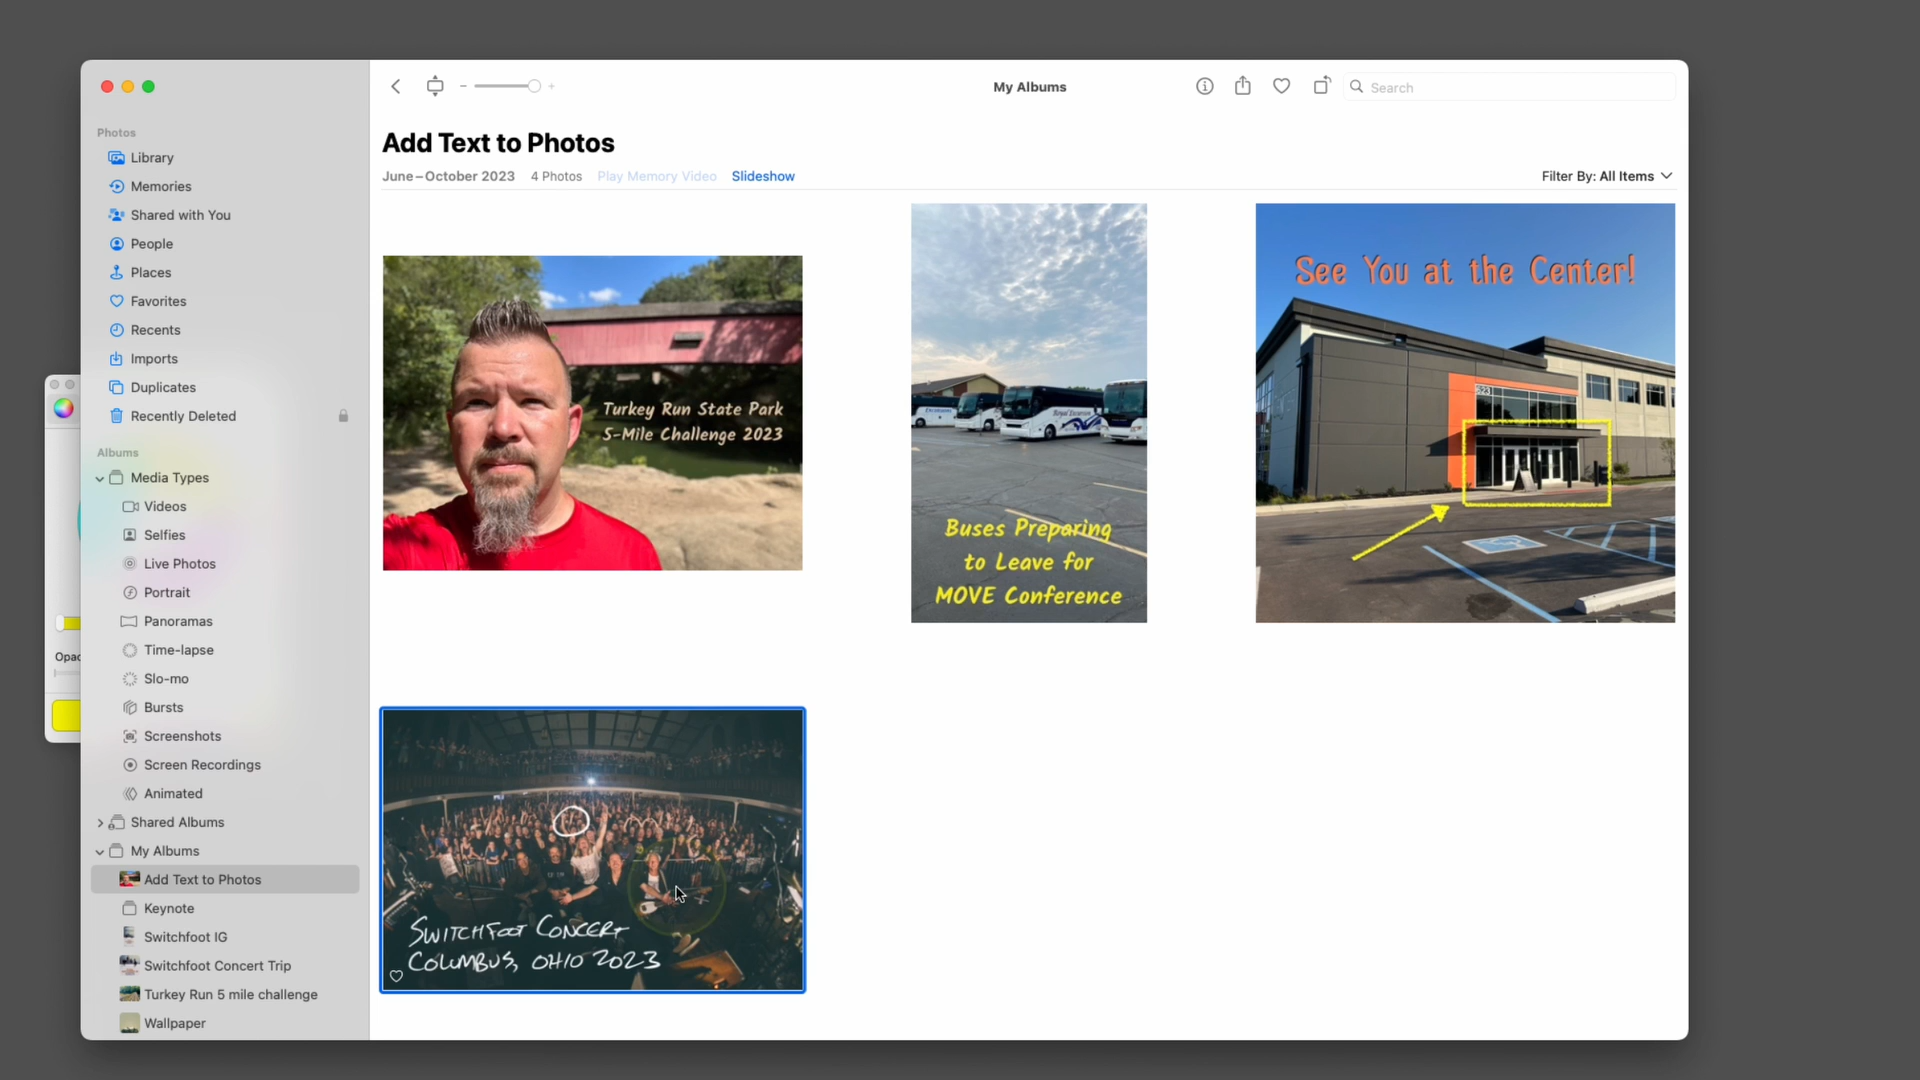 My Albums
Search
Photos
Library
Memories
Shared with You
People
Places
Favorites
Recents
Imports
Duplicates
Recently Deleted
Albums
Media Types
Videos
Selfies
Live Photos
Portrait
Panoramas
Time-lapse
Slo-mo
Bursts
Screenshots
Screen Recordings
Animated
Shared Albums
My Albums
Add Text to Photos
Keynote
Switchfoot IG
Switchfoot Concert Trip
Turkey Run 5 mile challenge
Wallpaper
Opac
Add Text to Photos
June–October 2023 4 Photos Play Memory Video Slideshow
Filter By: All Items
Turkey Run State Park
5-Mile Challenge 2023
Buses Preparing
to Leave for
MOVE Conference
See You at the Center!
SWITCHFOOT CONCERT
COLUMBUS, OHIO 2023